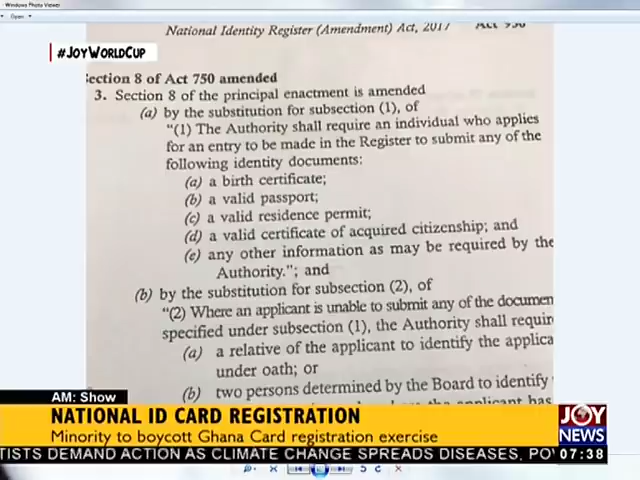 Windows Photo Viewer
Open
#JOYWORLDCUP
National Identity Register (Amendment) Act, 2017
Section 8 of Act 750 amended
3. Section 8 of the principal enactment is amended
(a) by the substitution for subsection (1), of
"(1) The Authority shall require an individual who applies
for an entry to be made in the Register to submit any of the
following identity documents:
(a) a birth certificate;
(b) a valid passport;
(c) a valid residence permit;
(d) a valid certificate of acquired citizenship; and
(e) any other information as may be required by the
Authority."; and
(b) by the substitution for subsection (2), of
"(2) Where an applicant is unable to submit any of the documen
specified under subsection (1), the Authority shall requir
(a) a relative of the applicant to identify the applica
under oath; or
(b) two persons determined by the Board to identify
AM: Show
NATIONAL ID CARD REGISTRATION
Minority to boycott Ghana Card registration exercise
JOY
NEWS
TISTS DEMAND ACTION AS CLIMATE CHANGE SPREADS DISEASES, PO
07:38